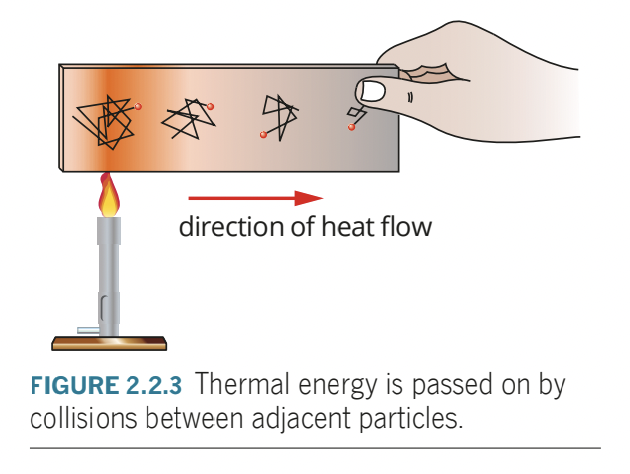 direction of heat flow
FIGURE 2.2.3 Thermal energy is passed on by
collisions between adjacent particles.